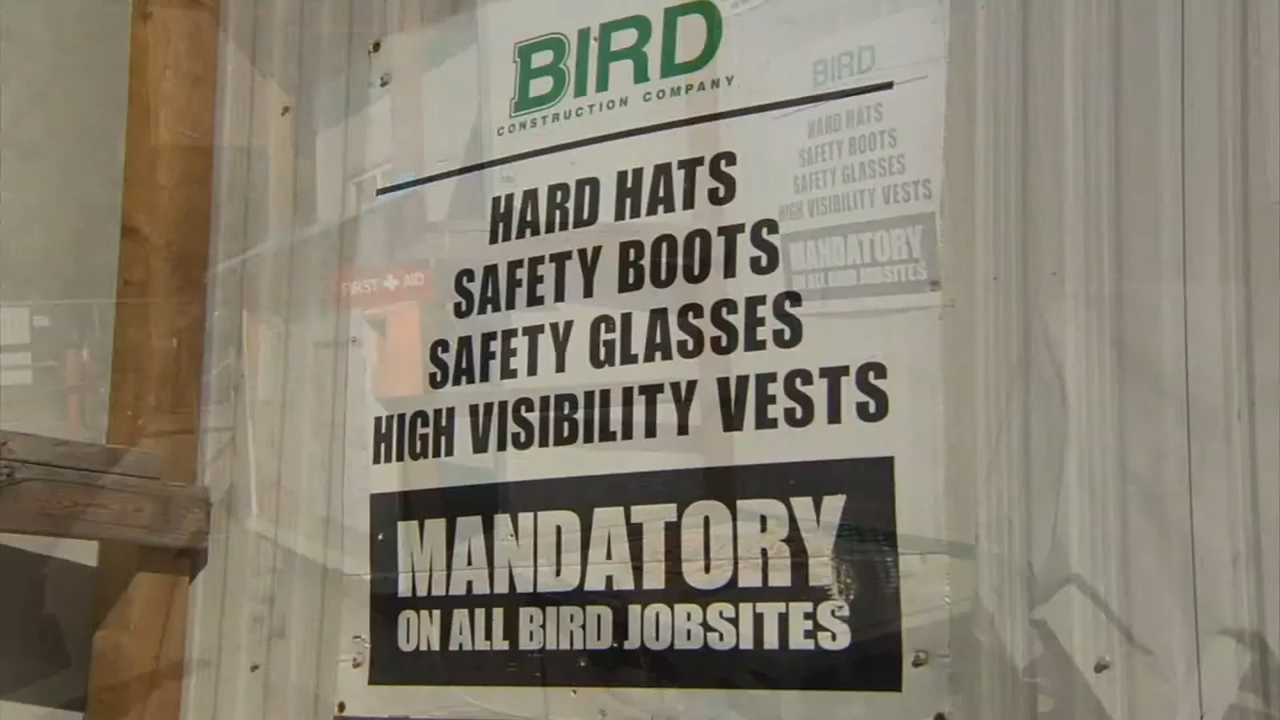 BIRD
CONSTRUCTION COMPANY
HARD HATS
SAFETY BOOTS
SAFETY GLASSES
HIGH VISIBILITY VESTS
MANDATORY
ON ALL BIRD JOBSITES
BIRD
HARD HATS
SAFETY BOOTS
SAFETY GLASSES
HIGH VISIBILITY VESTS
MANDATORY
ON ALL BIRD JOBSITES
FIRST AID